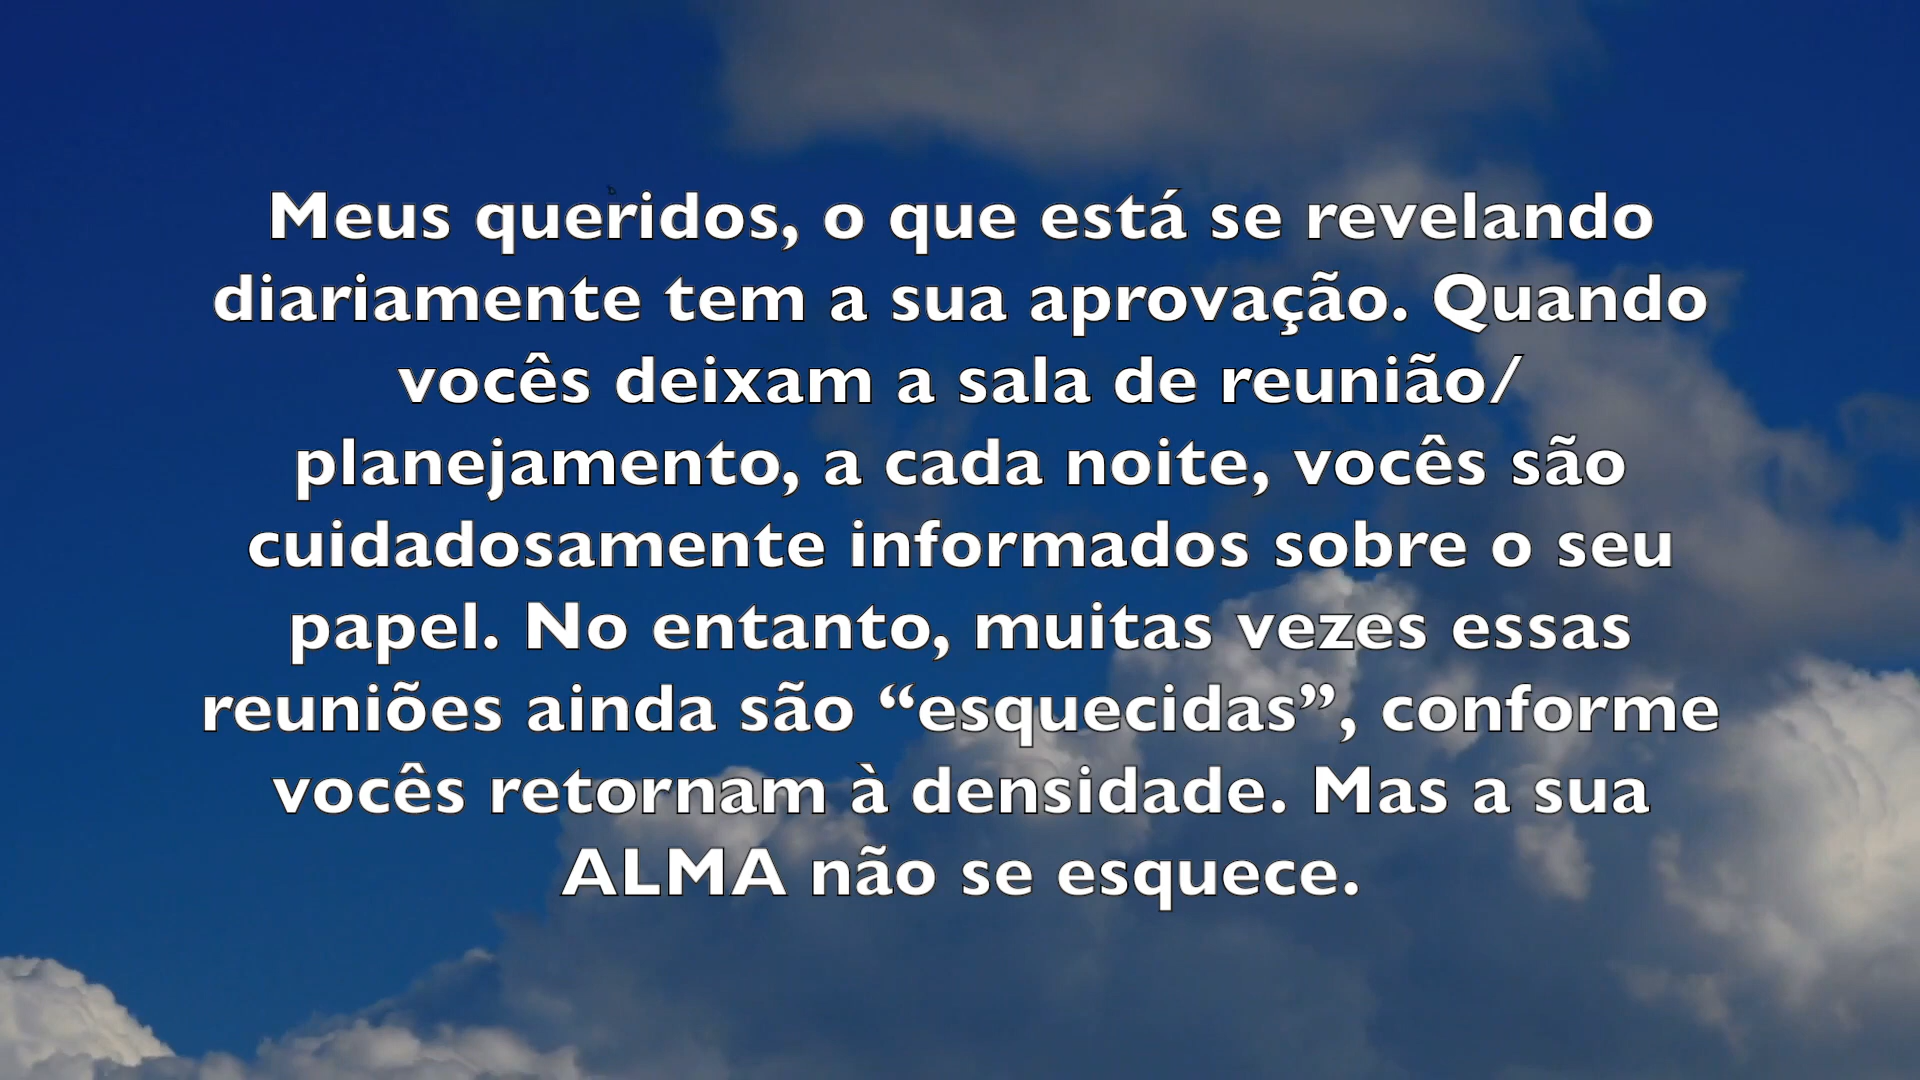 Meus queridos, o que está se revelando
diariamente tem a sua aprovação. Quando
vocês deixam a sala de reunião/
planejamento, a cada noite, vocês são
cuidadosamente informados sobre o seu
papel. No entanto, muitas vezes essas
reuniões ainda são “esquecidas”, conforme
vocês retornam à densidade. Mas a sua
ALMA não se esquece.